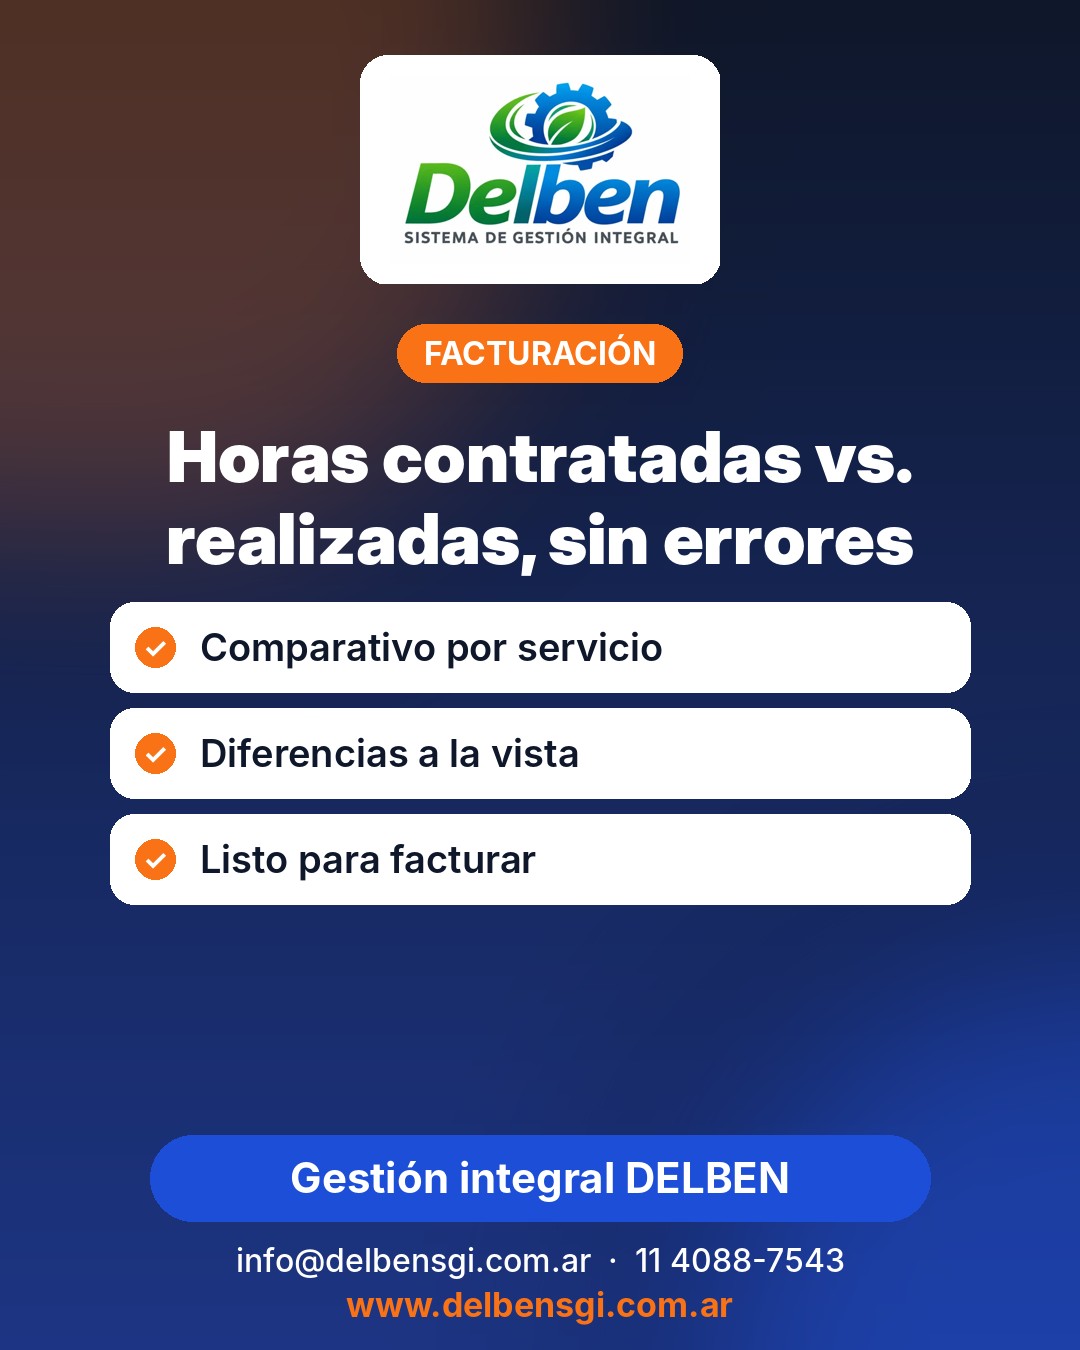 Delben
SISTEMA DE GESTIÓN INTEGRAL
FACTURACIÓN
Horas contratadas vs.
realizadas, sin errores
Comparativo por servicio
Diferencias a la vista
Listo para facturar
Gestión integral DELBEN
info@delbensgi.com.ar · 11 4088-7543
www.delbensgi.com.ar